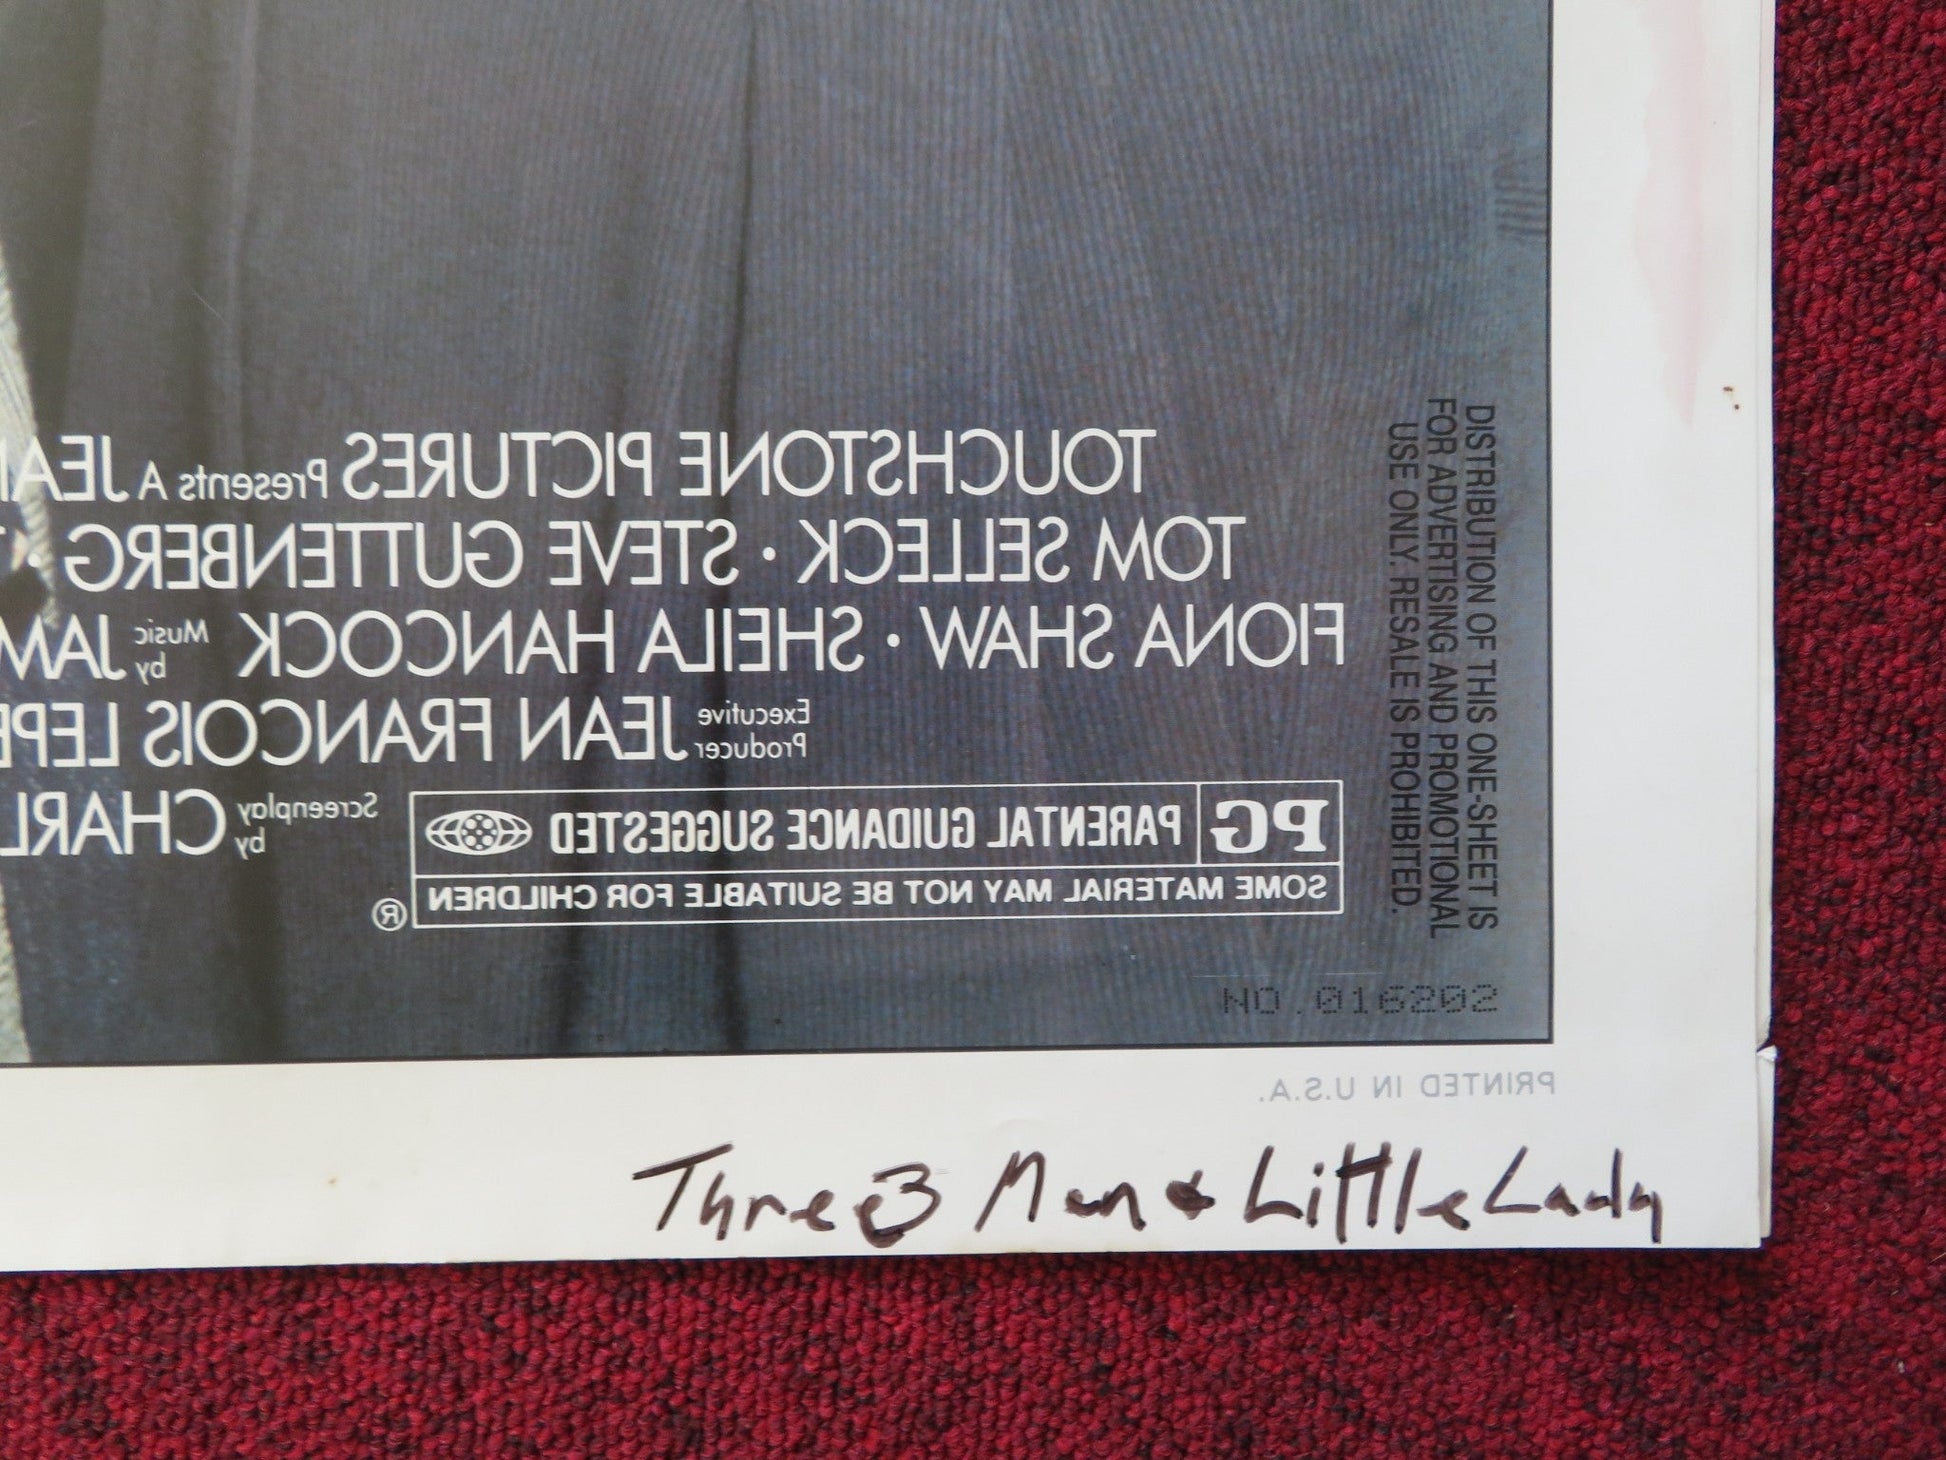 TOUCHSTONE PICTURES Presents A JEAN
TOM SELLECK · STEVE GUTTENBERG ·
FIONA SHAW · SHEILA HANCOCK Music by JAM
Executive Producer JEAN FRANCOIS LEPE
PG PARENTAL GUIDANCE SUGGESTED
SOME MATERIAL MAY NOT BE SUITABLE FOR CHILDREN
®
Screenplay by CHARL
DISTRIBUTION OF THIS ONE-SHEET IS
FOR ADVERTISING AND PROMOTIONAL
USE ONLY. RESALE IS PROHIBITED.
NO.016202
PRINTED IN U.S.A.
Three 3 Men & Little Lady